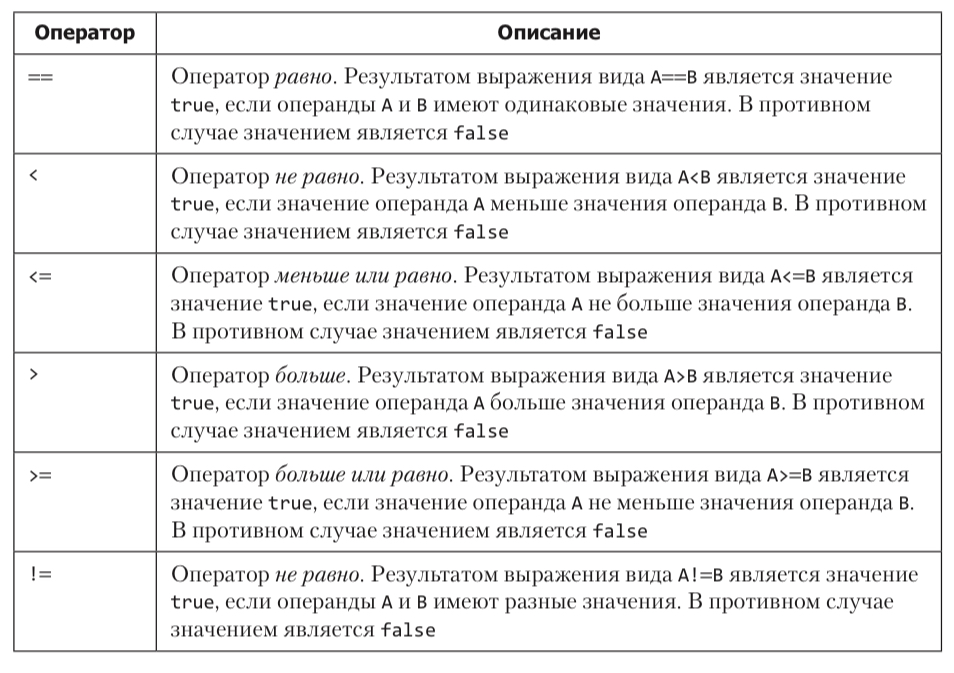 Оператор Описание
== Оператор равно. Результатом выражения вида A==B является значение
true, если операнды A и B имеют одинаковые значения. В противном
случае значением является false
< Оператор не равно. Результатом выражения вида A<B является значение
true, если значение операнда A меньше значения операнда B. В противном
случае значением является false
<= Оператор меньше или равно. Результатом выражения вида A<=B является
значение true, если значение операнда A не больше значения операнда B.
В противном случае значением является false
> Оператор больше. Результатом выражения вида A>B является значение
true, если значение операнда A больше значения операнда B. В противном
случае значением является false
>= Оператор больше или равно. Результатом выражения вида A>=B является
значение true, если значение операнда A не меньше значения операнда B.
В противном случае значением является false
!= Оператор не равно. Результатом выражения вида A!=B является значение
true, если операнды A и B имеют разные значения. В противном случае
значением является false